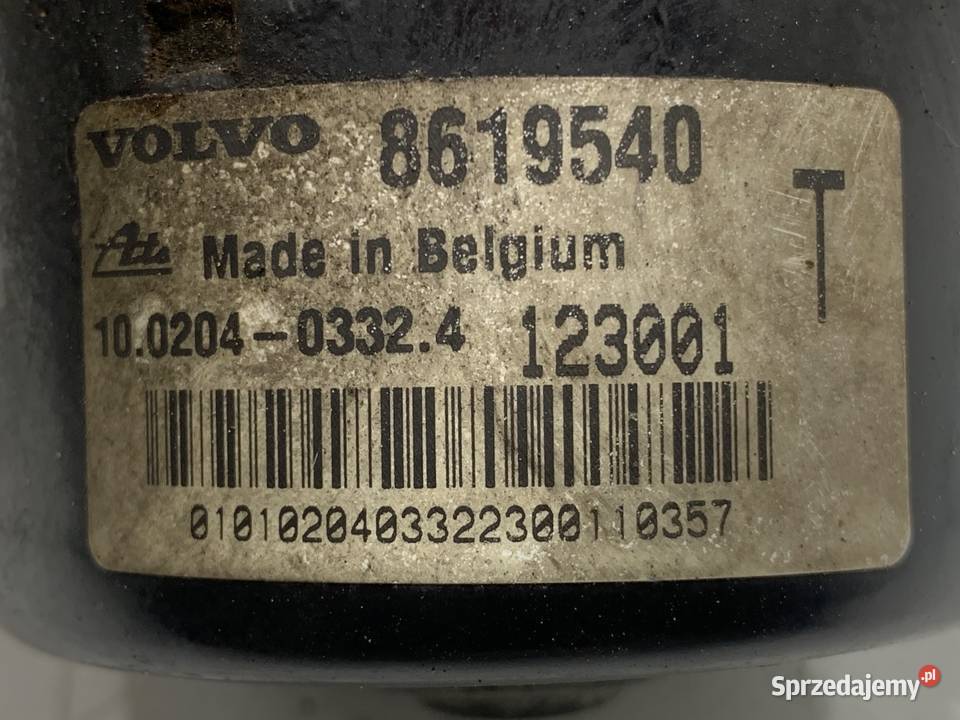 VOLVO 8619540
T
Ate Made in Belgium
10.0204-0332.4 123001
0101020403322300110357
Sprzedajemy.pl